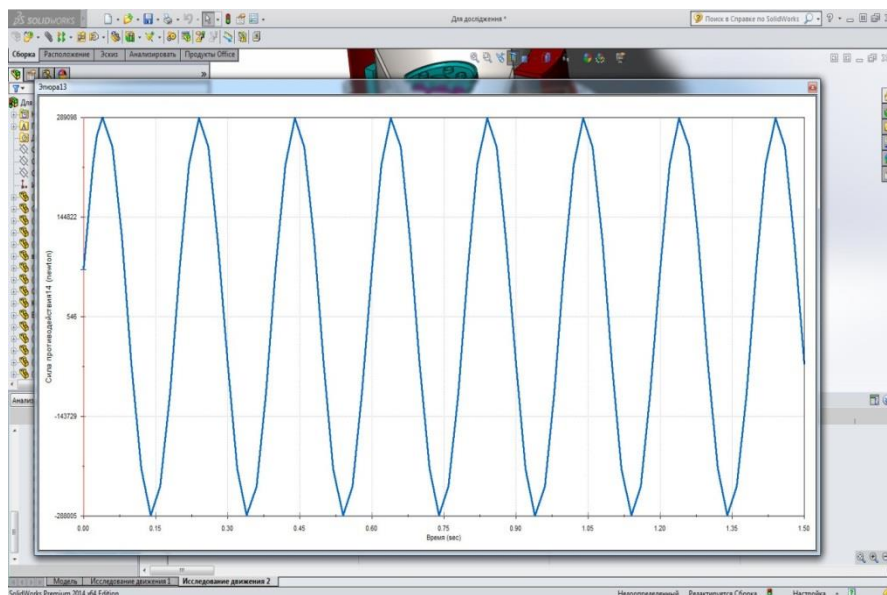 SOLIDWORKS
Для дослідження *
Поиск в Справке по SolidWorks
Сборка Расположение Эскиз Анализировать Продукты Office
Эпюра13
289098
144822
546
-143729
-288005
Сила противодействия14 (newton)
0.00 0.15 0.30 0.45 0.60 0.75 0.90 1.05 1.20 1.35 1.50
Время (sec)
Модель Исследование движения 1 Исследование движения 2
SolidWorks Premium 2014 x64 Edition
Недоопределенный Редактируется Сборка Настройка